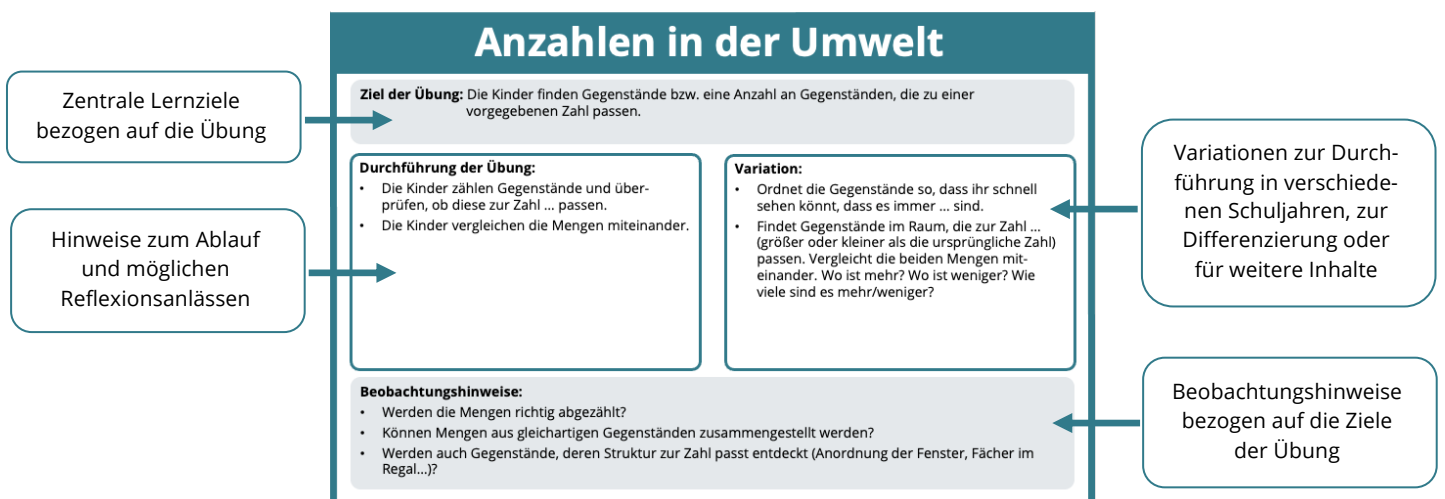 Anzahlen in der Umwelt
Zentrale Lernziele
bezogen auf die Übung
Ziel der Übung: Die Kinder finden Gegenstände bzw. eine Anzahl an Gegenständen, die zu einer
vorgegebenen Zahl passen.
Hinweise zum Ablauf
und möglichen
Reflexionsanlässen
Durchführung der Übung:
• Die Kinder zählen Gegenstände und über-
prüfen, ob diese zur Zahl ... passen.
• Die Kinder vergleichen die Mengen miteinander.
Variation:
• Ordnet die Gegenstände so, dass ihr schnell
sehen könnt, dass es immer ... sind.
• Findet Gegenstände im Raum, die zur Zahl ...
(größer oder kleiner als die ursprüngliche Zahl)
passen. Vergleicht die beiden Mengen mit-
einander. Wo ist mehr? Wo ist weniger? Wie
viele sind es mehr/weniger?
Variationen zur Durch-
führung in verschiede-
nen Schuljahren, zur
Differenzierung oder
für weitere Inhalte
Beobachtungshinweise:
• Werden die Mengen richtig abgezählt?
• Können Mengen aus gleichartigen Gegenständen zusammengestellt werden?
• Werden auch Gegenstände, deren Struktur zur Zahl passt entdeckt (Anordnung der Fenster, Fächer im
Regal...)?
Beobachtungshinweise
bezogen auf die Ziele
der Übung